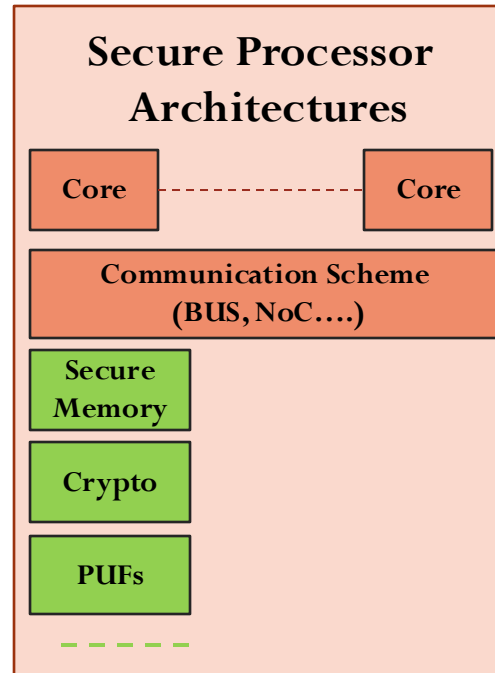 Secure Processor
Architectures
Core
Core
Communication Scheme
(BUS, NoC….)
Secure
Memory
Crypto
PUFs